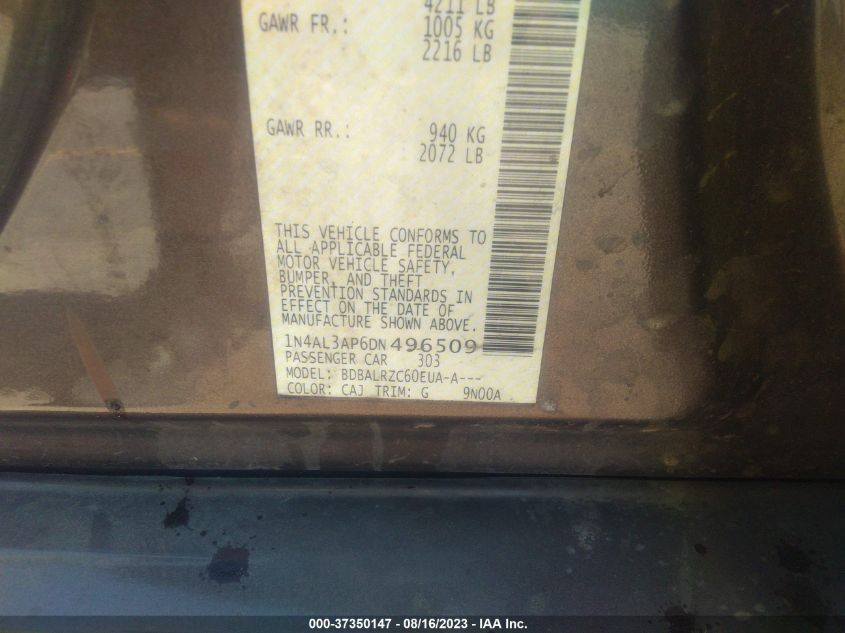 4211 LB
GAWR FR.: 1005 KG
2216 LB
GAWR RR.: 940 KG
2072 LB
THIS VEHICLE CONFORMS TO
ALL APPLICABLE FEDERAL
MOTOR VEHICLE SAFETY,
BUMPER, AND THEFT
PREVENTION STANDARDS IN
EFFECT ON THE DATE OF
MANUFACTURE SHOWN ABOVE.
1N4AL3AP6DN496509
PASSENGER CAR 303
MODEL: BDBALRZC60EUA-A---
COLOR: CAJ TRIM: G 9N00A
000-37350147 - 08/16/2023 - IAA Inc.